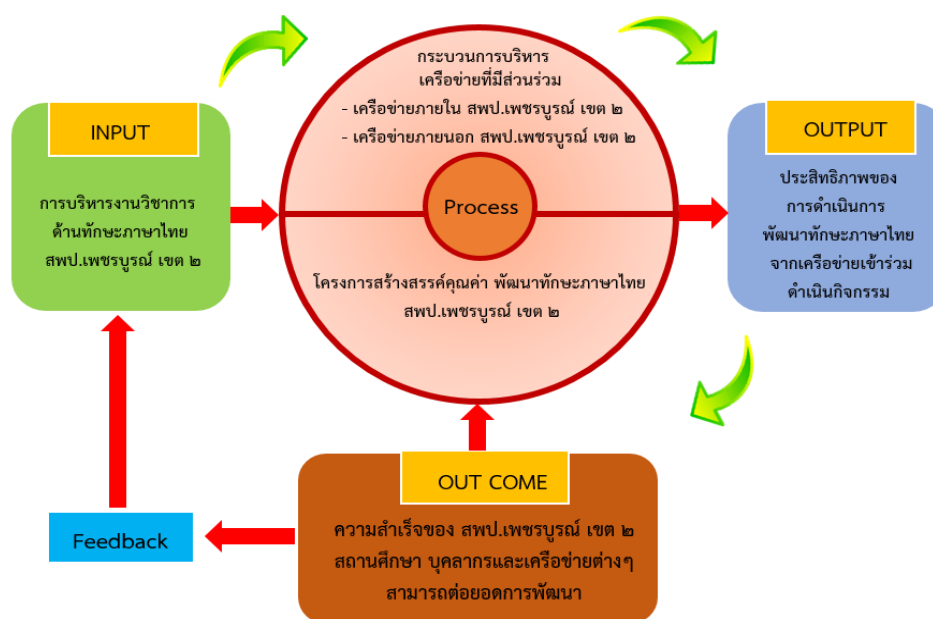 INPUT
การบริหารงานวิชาการ
ด้านทักษะภาษาไทย
สพป.เพชรบูรณ์ เขต ๒
กระบวนการบริหาร
เครือข่ายที่มีส่วนร่วม
- เครือข่ายภายใน สพป.เพชรบูรณ์ เขต ๒
- เครือข่ายภายนอก สพป.เพชรบูรณ์ เขต ๒
Process
โครงการสร้างสรรค์คุณค่า พัฒนาทักษะภาษาไทย
สพป.เพชรบูรณ์ เขต ๒
OUTPUT
ประสิทธิภาพของ
การดำเนินการ
พัฒนาทักษะภาษาไทย
จากเครือข่ายเข้าร่วม
ดำเนินกิจกรรม
OUT COME
ความสำเร็จของ สพป.เพชรบูรณ์ เขต ๒
สถานศึกษา บุคลากรและเครือข่ายต่างๆ
สามารถต่อยอดการพัฒนา
Feedback